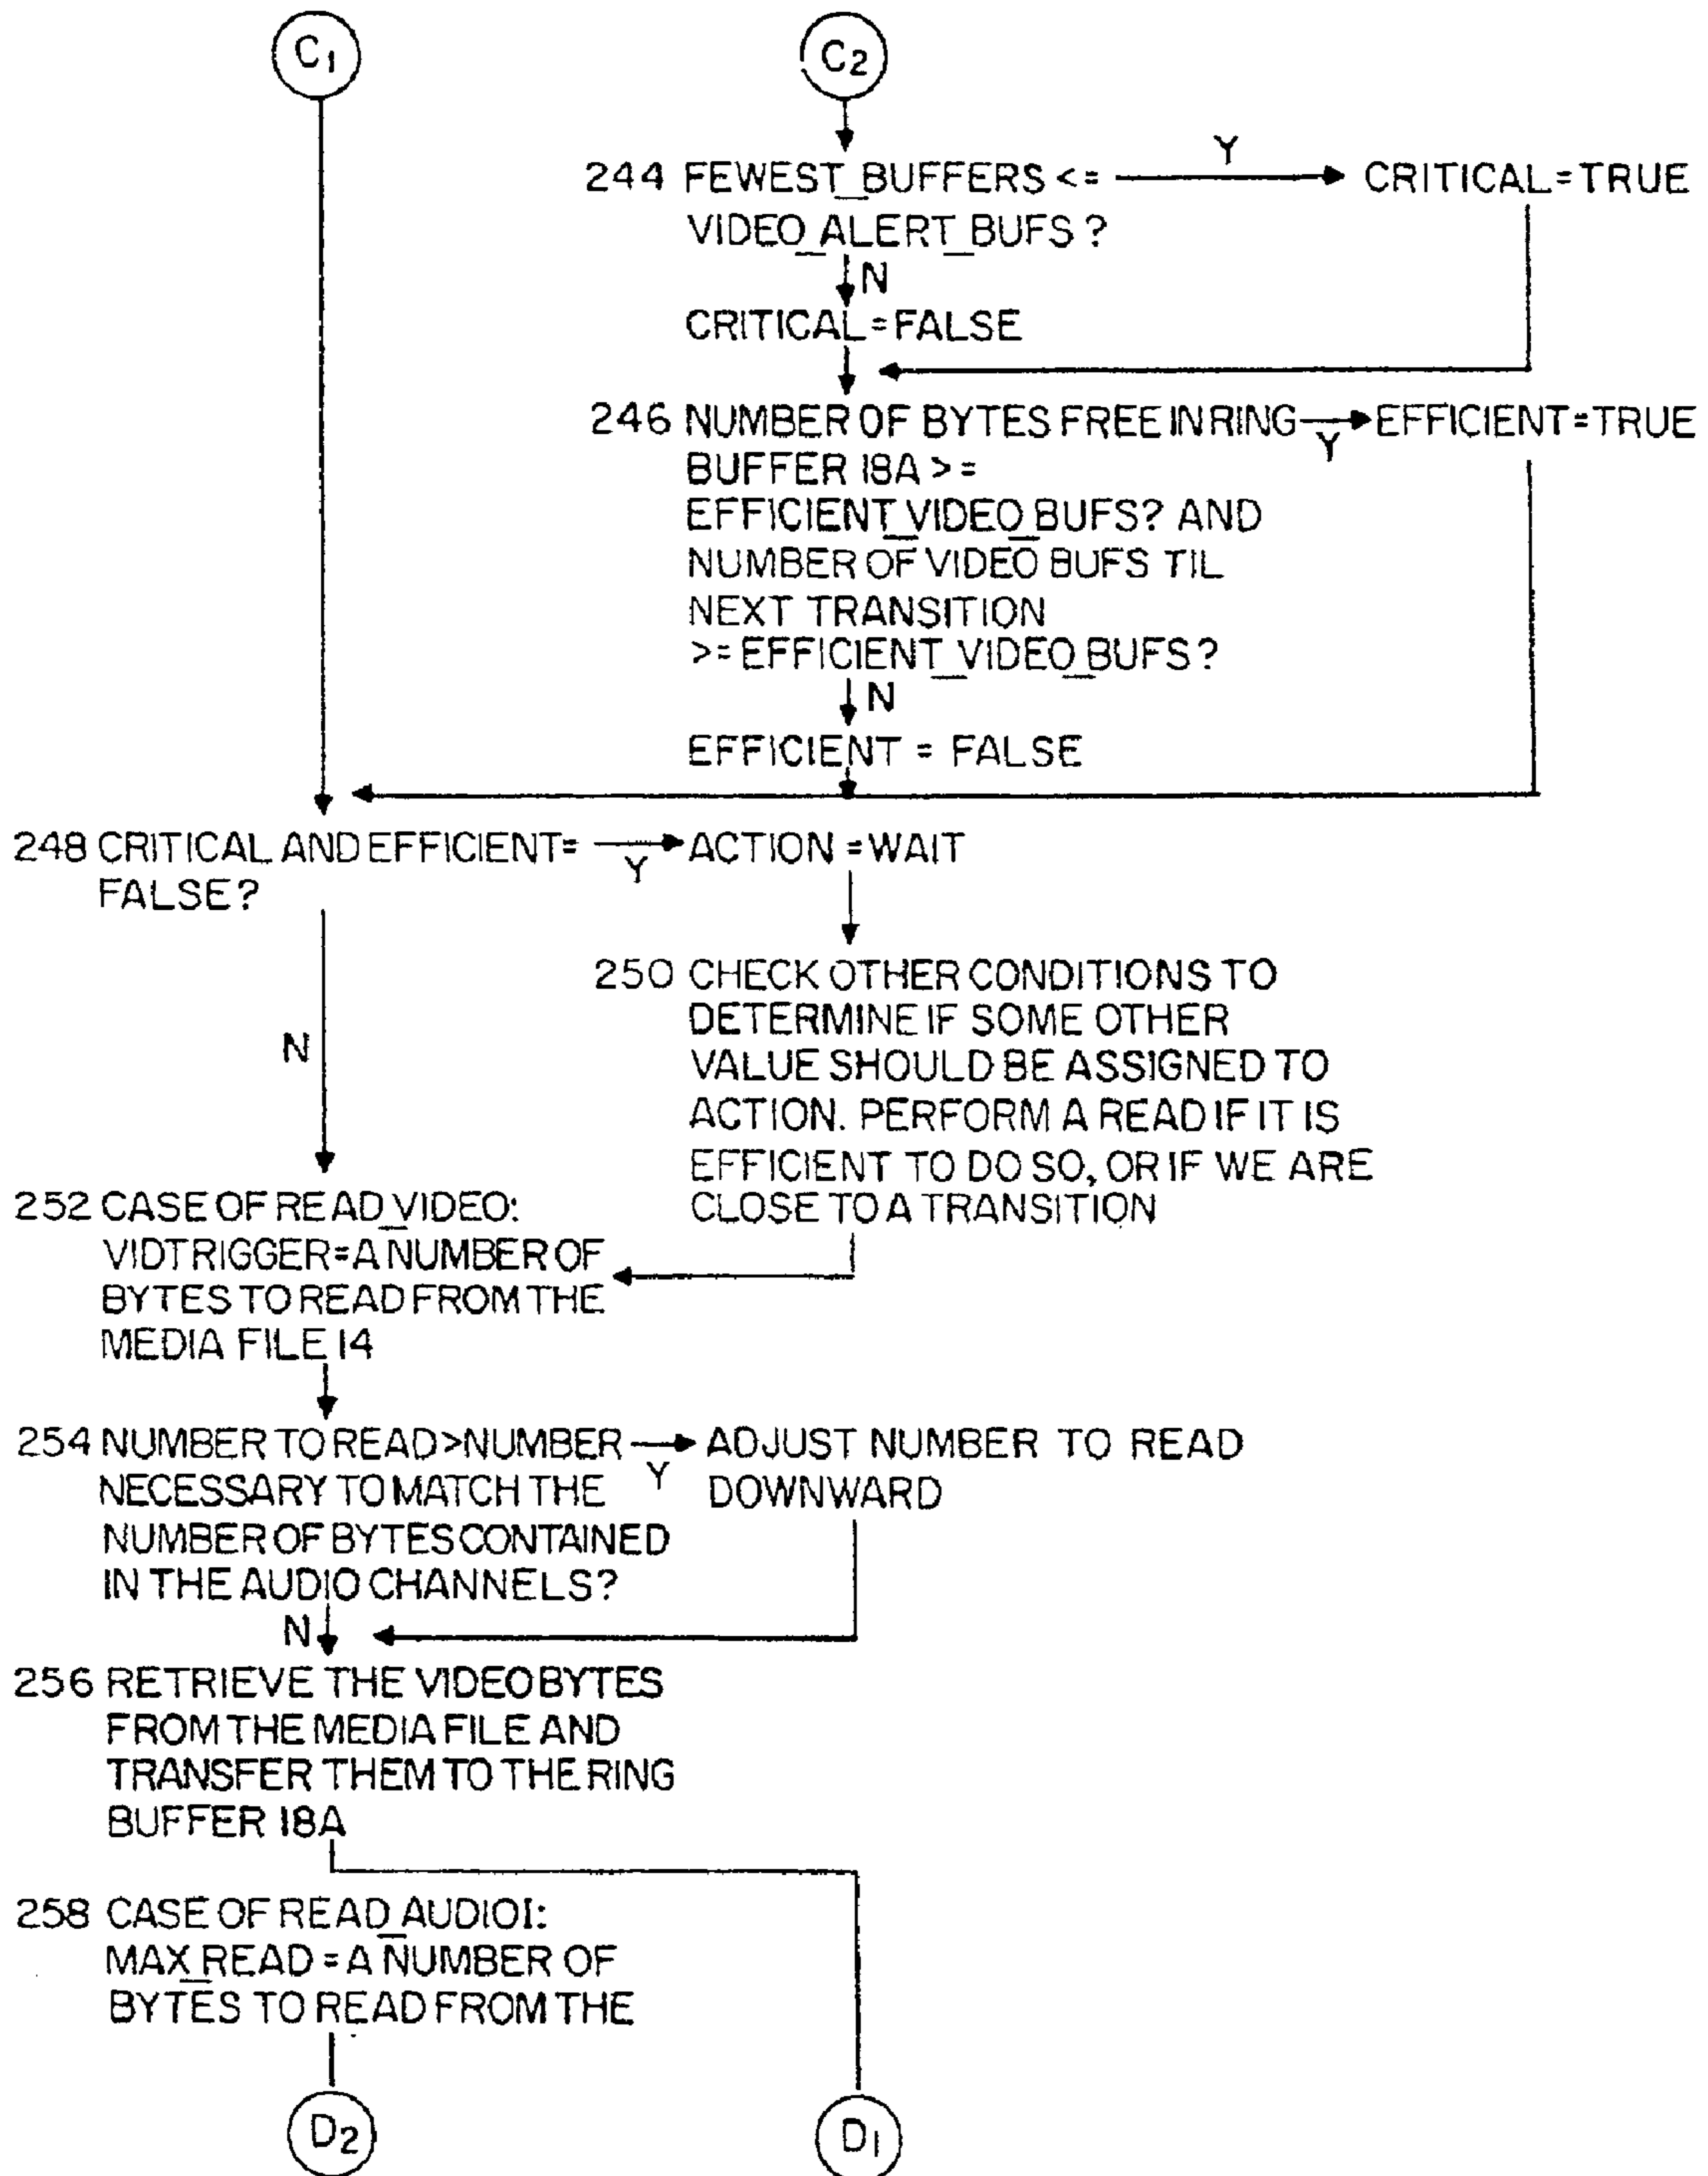 C1
C2
244 FEWEST_BUFFERS <=
VIDEO_ALERT_BUFS?
Y
CRITICAL=TRUE
N
CRITICAL=FALSE
246 NUMBER OF BYTES FREE IN RING
BUFFER 18A >=
EFFICIENT_VIDEO_BUFS? AND
NUMBER OF VIDEO BUFS TIL
NEXT TRANSITION
>=EFFICIENT_VIDEO_BUFS?
Y
EFFICIENT=TRUE
N
EFFICIENT = FALSE
248 CRITICAL AND EFFICIENT=
FALSE?
Y
ACTION=WAIT
N
250 CHECK OTHER CONDITIONS TO
DETERMINE IF SOME OTHER
VALUE SHOULD BE ASSIGNED TO
ACTION. PERFORM A READ IF IT IS
EFFICIENT TO DO SO, OR IF WE ARE
CLOSE TO A TRANSITION
252 CASE OF READ_VIDEO:
VIDTRIGGER=A NUMBER OF
BYTES TO READ FROM THE
MEDIA FILE 14
254 NUMBER TO READ>NUMBER
NECESSARY TO MATCH THE
NUMBER OF BYTES CONTAINED
IN THE AUDIO CHANNELS?
Y
ADJUST NUMBER TO READ
DOWNWARD
N
256 RETRIEVE THE VIDEO BYTES
FROM THE MEDIA FILE AND
TRANSFER THEM TO THE RING
BUFFER 18A
258 CASE OF READ_AUDIOI:
MAX_READ = A NUMBER OF
BYTES TO READ FROM THE
D2
D1